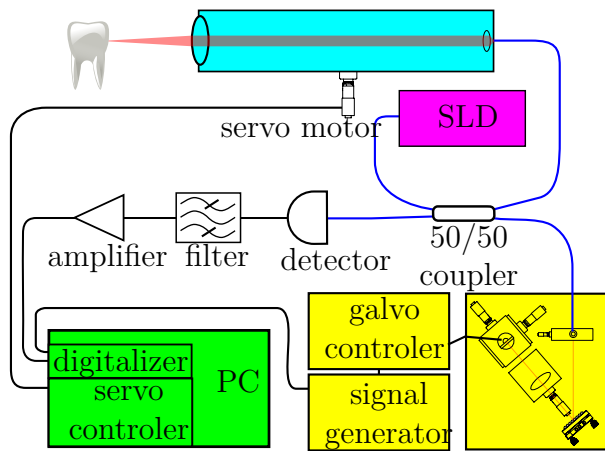 servo motor
SLD
amplifier
filter
detector
50/50
coupler
galvo
controler
digitalizer
PC
servo
controler
signal
generator